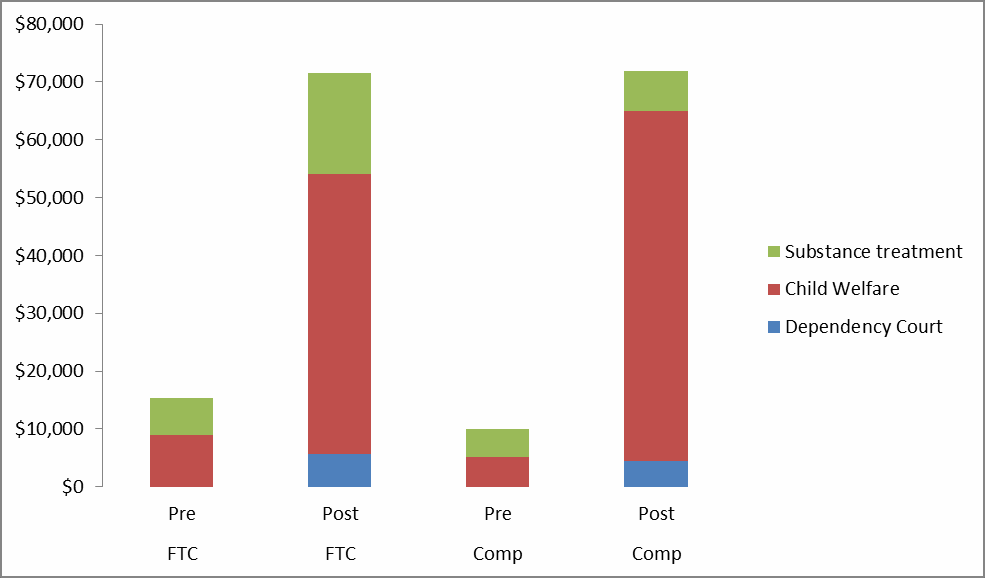 $80,000
$70,000
$60,000
$50,000
$40,000
$30,000
$20,000
$10,000
$0
Pre Post Pre Post
FTC FTC Comp Comp
Substance treatment
Child Welfare
Dependency Court